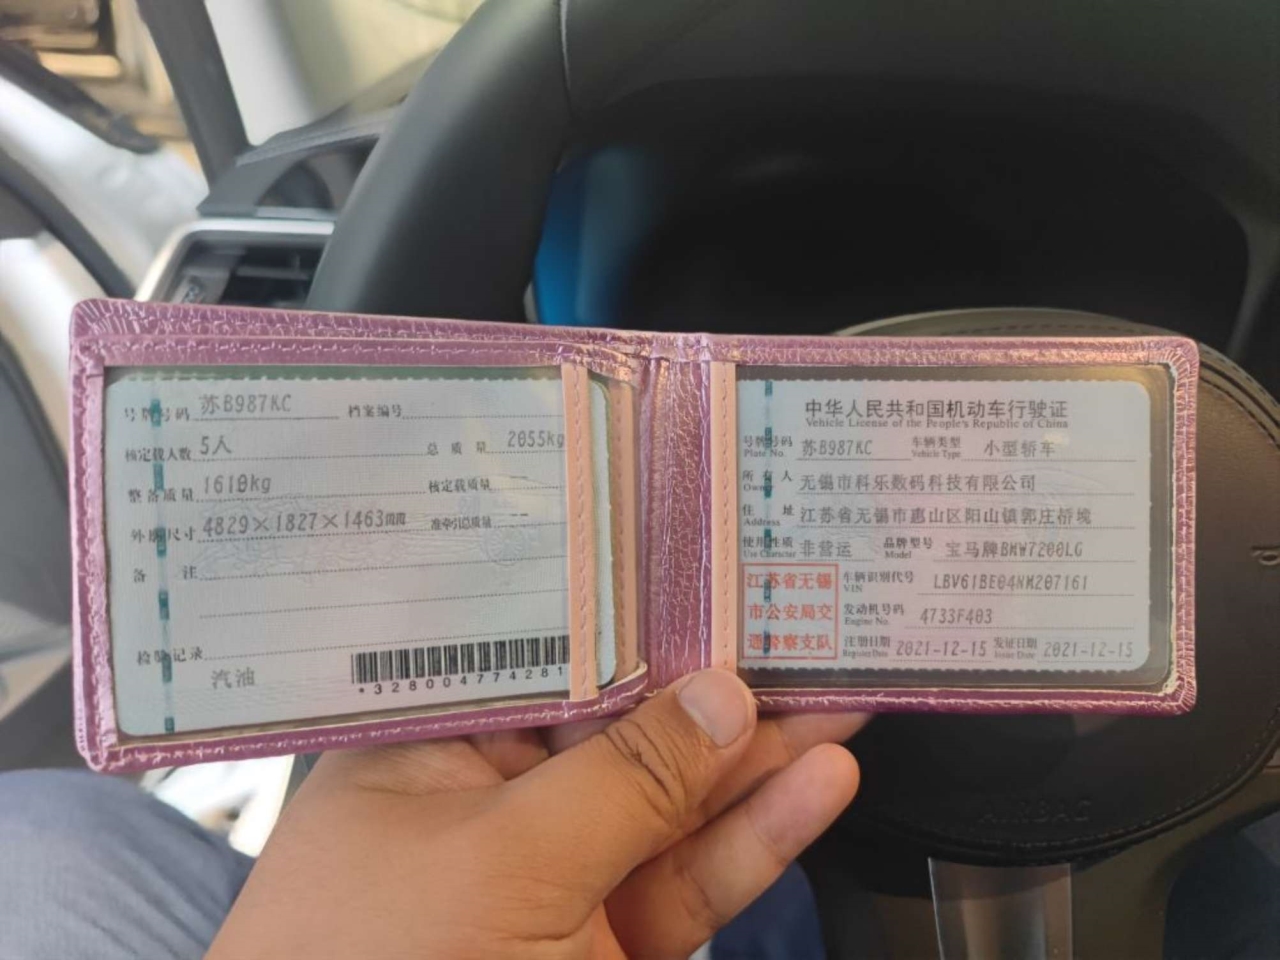 号牌号码 苏B987KC 档案编号
核定载人数 5人 总质量 2055kg
整备质量 1610kg 核定载质量
外廓尺寸 4829×1827×1463mm 准牵引总质量 --
备注
检验记录
汽油
*328004774281
中华人民共和国机动车行驶证
Vehicle License of the People's Republic of China
号牌号码 苏B987KC 车辆类型 小型轿车
Plate No. Vehicle Type
所有人 无锡市科乐数码科技有限公司
Owner
住址 江苏省无锡市惠山区阳山镇郭庄桥境
Address
使用性质 非营运 品牌型号 宝马牌BMW7200LG
Use Character Model
江苏省无锡
市公安局交
通警察支队
车辆识别代号 LBV61BE04NM207161
VIN
发动机号码 4733F403
Engine No.
注册日期 2021-12-15 发证日期 2021-12-15
Register Date Issue Date
AIRBAG
P